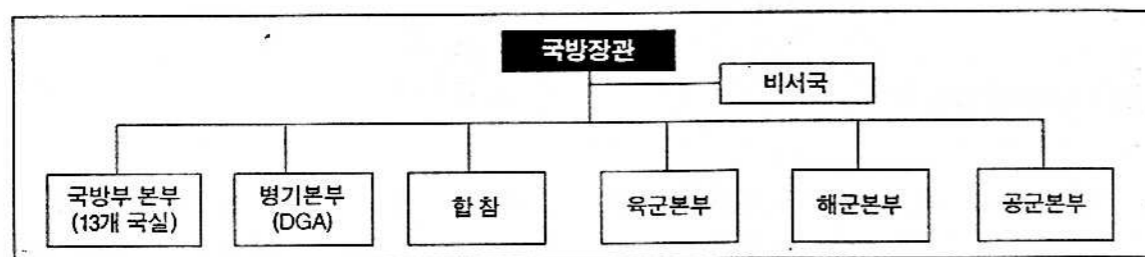 국방장관
비서국
국방부 본부
(13개 국실)
병기본부
(DGA)
합 참
육군본부
해군본부
공군본부